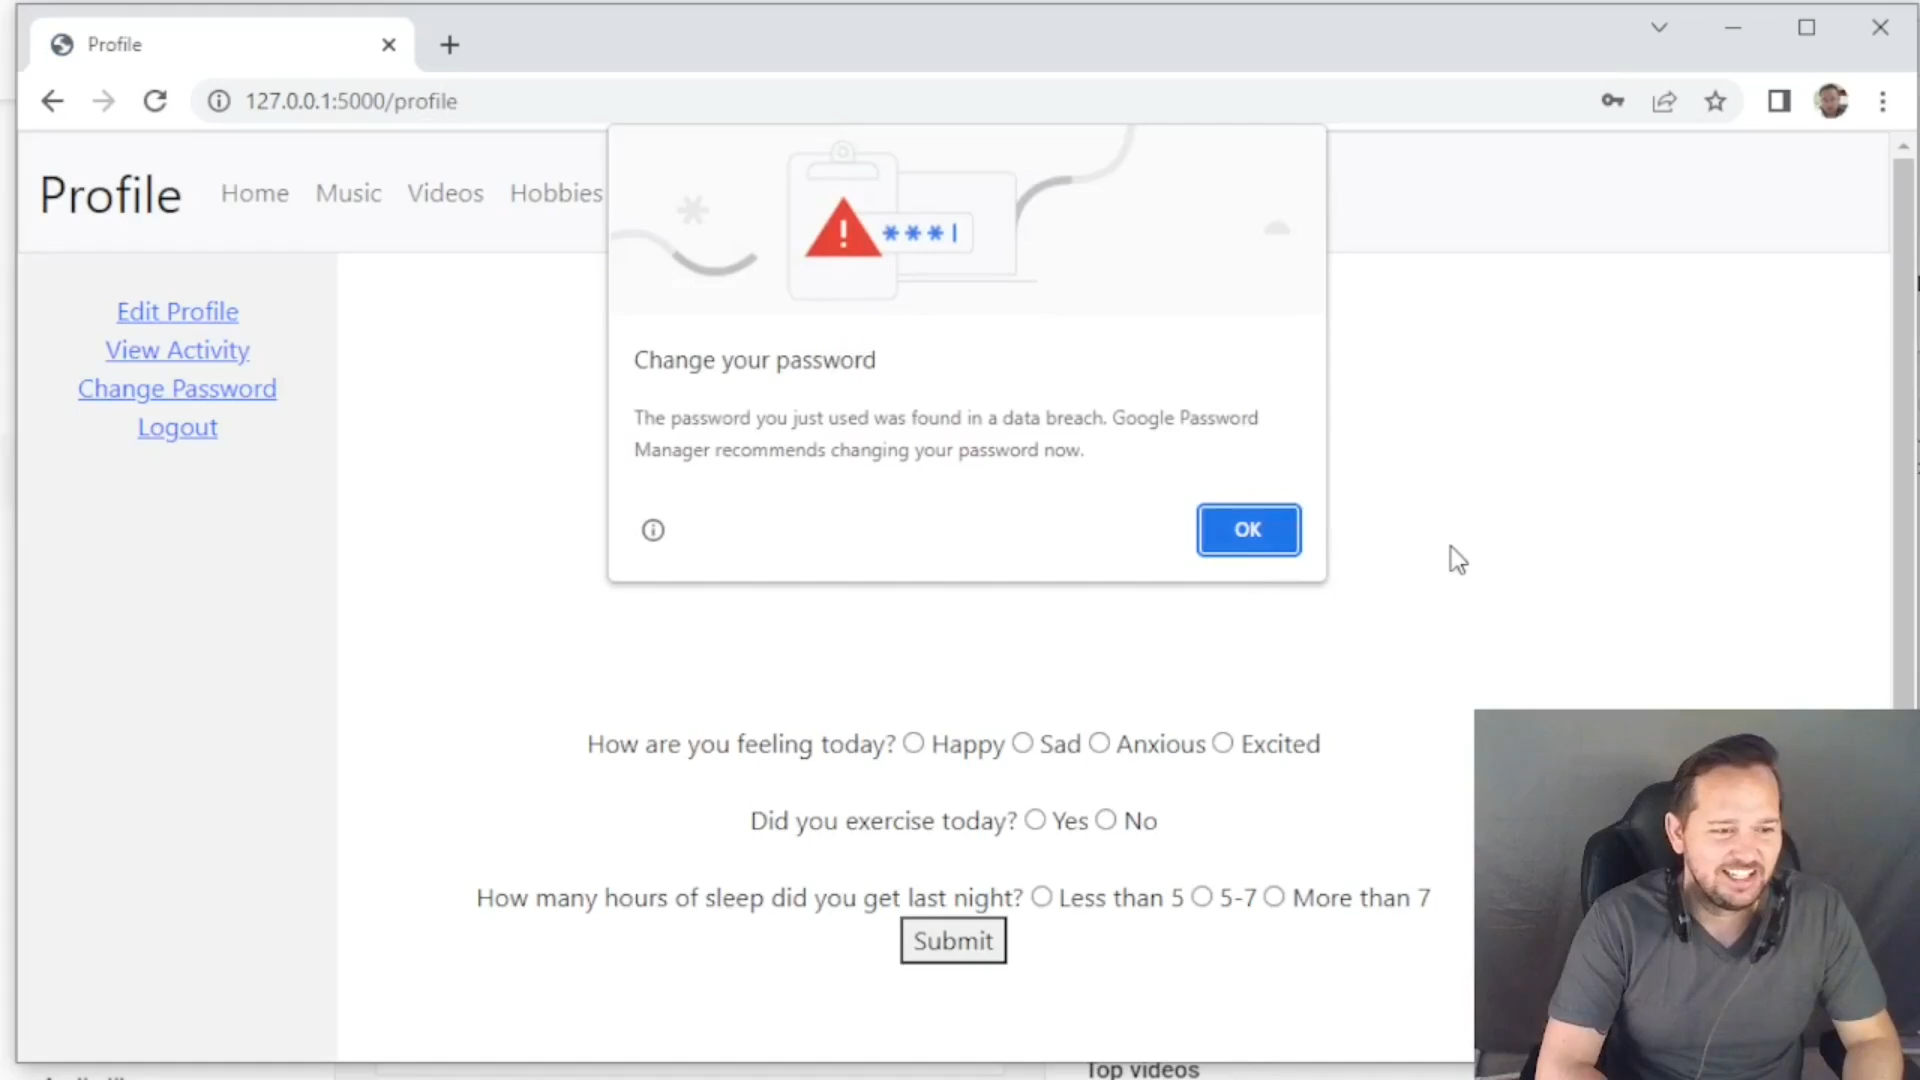 Profile
127.0.0.1:5000/profile
Profile Home Music Videos Hobbies
***|
Edit Profile
View Activity
Change Password
Logout
Change your password
The password you just used was found in a data breach. Google Password
Manager recommends changing your password now.
OK
How are you feeling today? Happy Sad Anxious Excited
Did you exercise today? Yes No
How many hours of sleep did you get last night? Less than 5 5-7 More than 7
Submit
Top videos